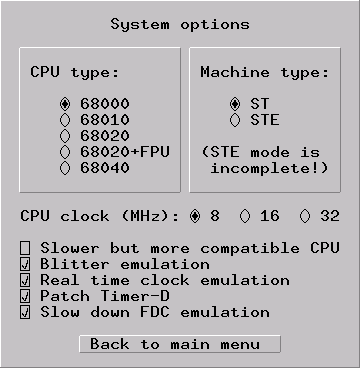 System options
CPU type:
68000
68010
68020
68020+FPU
68040
Machine type:
ST
STE
(STE mode is
incomplete!)
CPU clock (MHz): 8 16 32
Slower but more compatible CPU
Blitter emulation
Real time clock emulation
Patch Timer-D
Slow down FDC emulation
Back to main menu